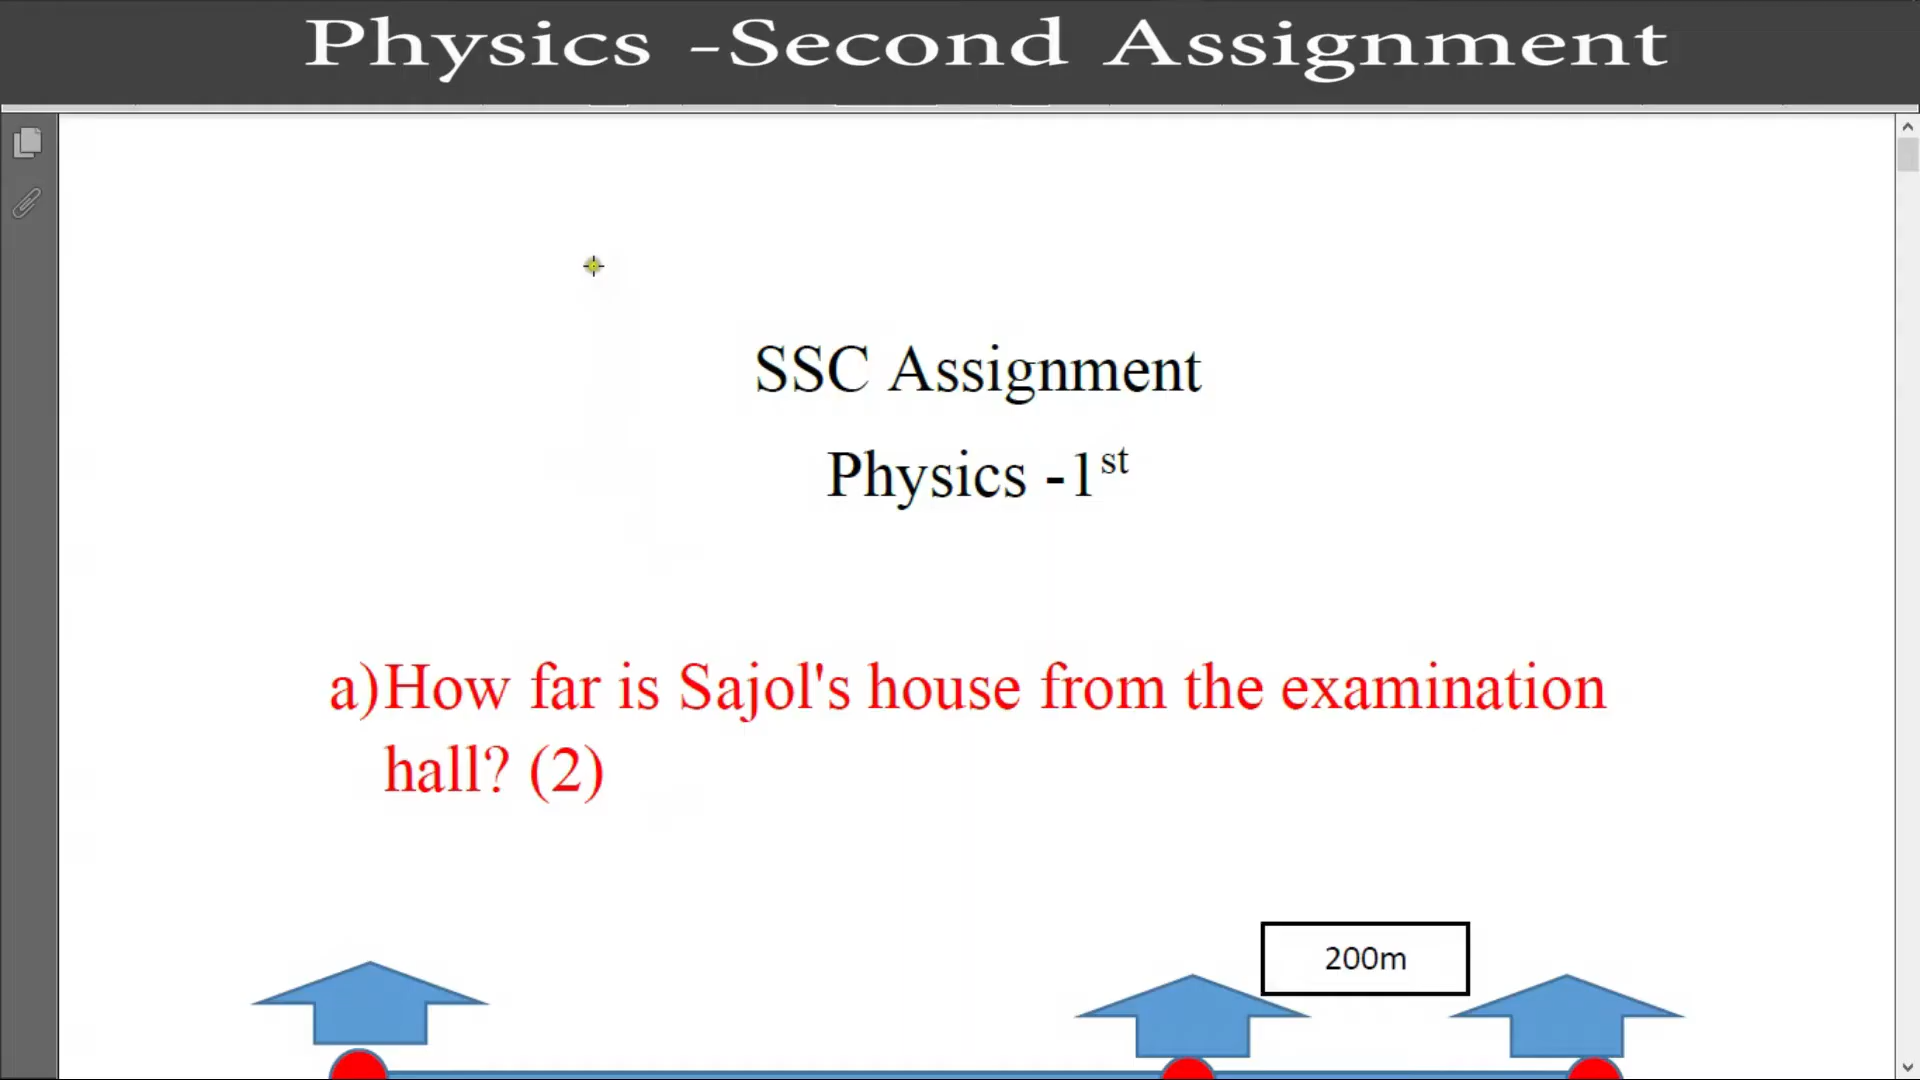 Physics -Second Assignment
SSC Assignment
Physics -1st
a)How far is Sajol's house from the examination
hall? (2)
200m